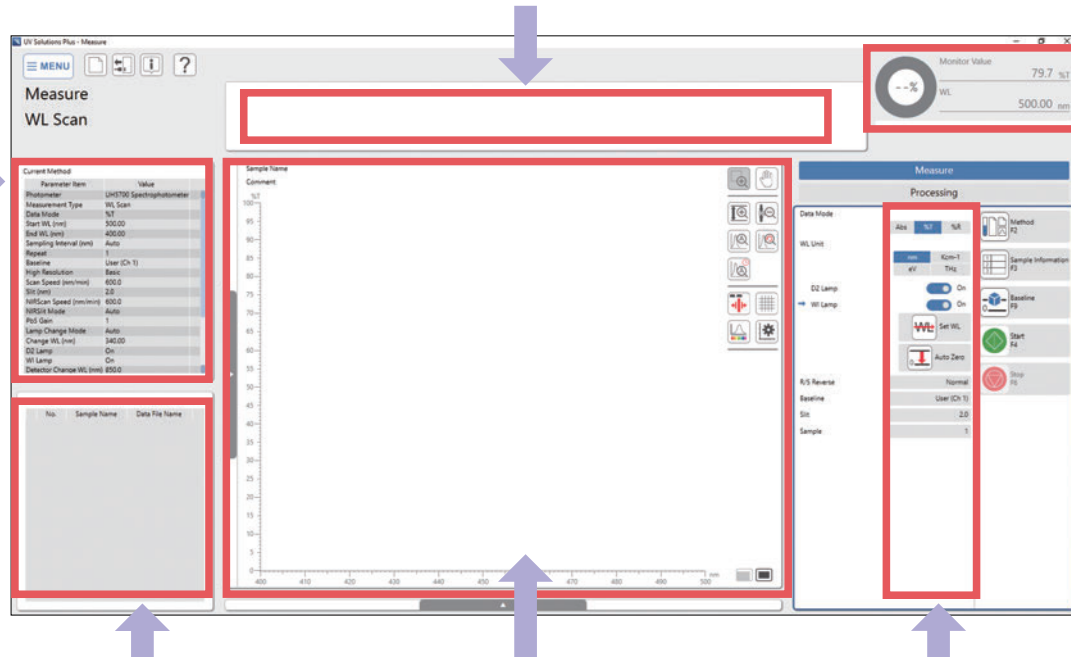 UV Solutions Plus - Measure
MENU
Measure
WL Scan
Monitor Value
79.7 %T
--%
WL
500.00 nm
Current Method
Parameter Item Value
Photometer UH5700 Spectrophotometer
Measurement Type WL Scan
Data Mode %T
Start WL (nm) 500.00
End WL (nm) 400.00
Sampling Interval (nm) Auto
Repeat 1
Baseline User (Ch 1)
High Resolution Basic
Scan Speed (nm/min) 600.0
Slit (nm) 2.0
NIRScan Speed (nm/min) 600.0
NIRSlit Mode Auto
PbS Gain 1
Lamp Change Mode Auto
Change WL (nm) 340.00
D2 Lamp On
WI Lamp On
Detector Change WL (nm) 850.0
No. Sample Name Data File Name
Sample Name
Comment
%T
100
95
90
85
80
75
70
65
60
55
50
45
40
35
30
25
20
15
10
5
0
400 410 420 430 440 450 470 480 490 500 nm
Measure
Processing
Data Mode
Abs %T %R
WL Unit
nm Kcm-1
eV THz
D2 Lamp On
WI Lamp On
WL Set WL
0 Auto Zero
R/S Reverse Normal
Baseline User (Ch 1)
Slit 2.0
Sample 1
Method
F2
Sample Information
F3
Baseline
F9
Start
F4
Stop